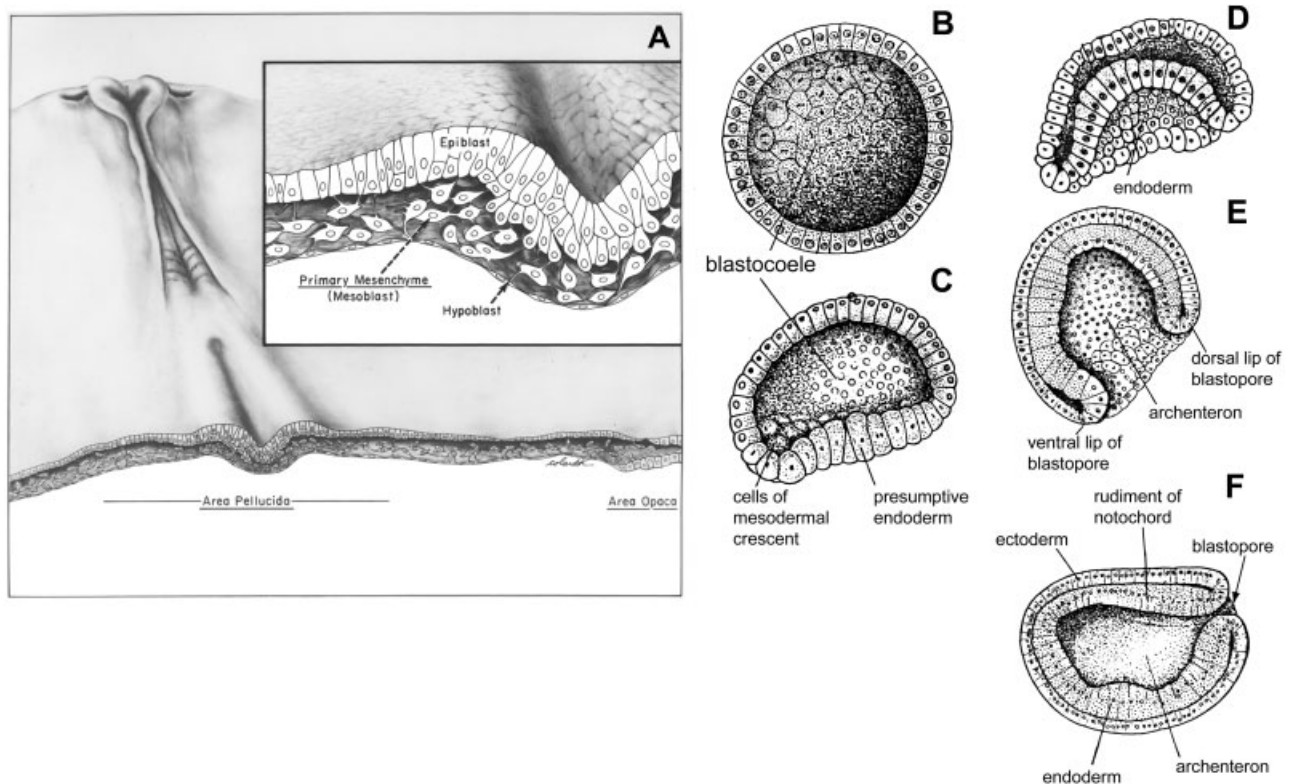 A
Epiblast
Primary Mesenchyme
(Mesoblast)
Hypoblast
Area Pellucida
Area Opaca
B
blastocoele
C
cells of
mesodermal
crescent
presumptive
endoderm
D
endoderm
E
dorsal lip of
blastopore
archenteron
ventral lip of
blastopore
F
rudiment of
notochord
ectoderm
blastopore
endoderm
archenteron